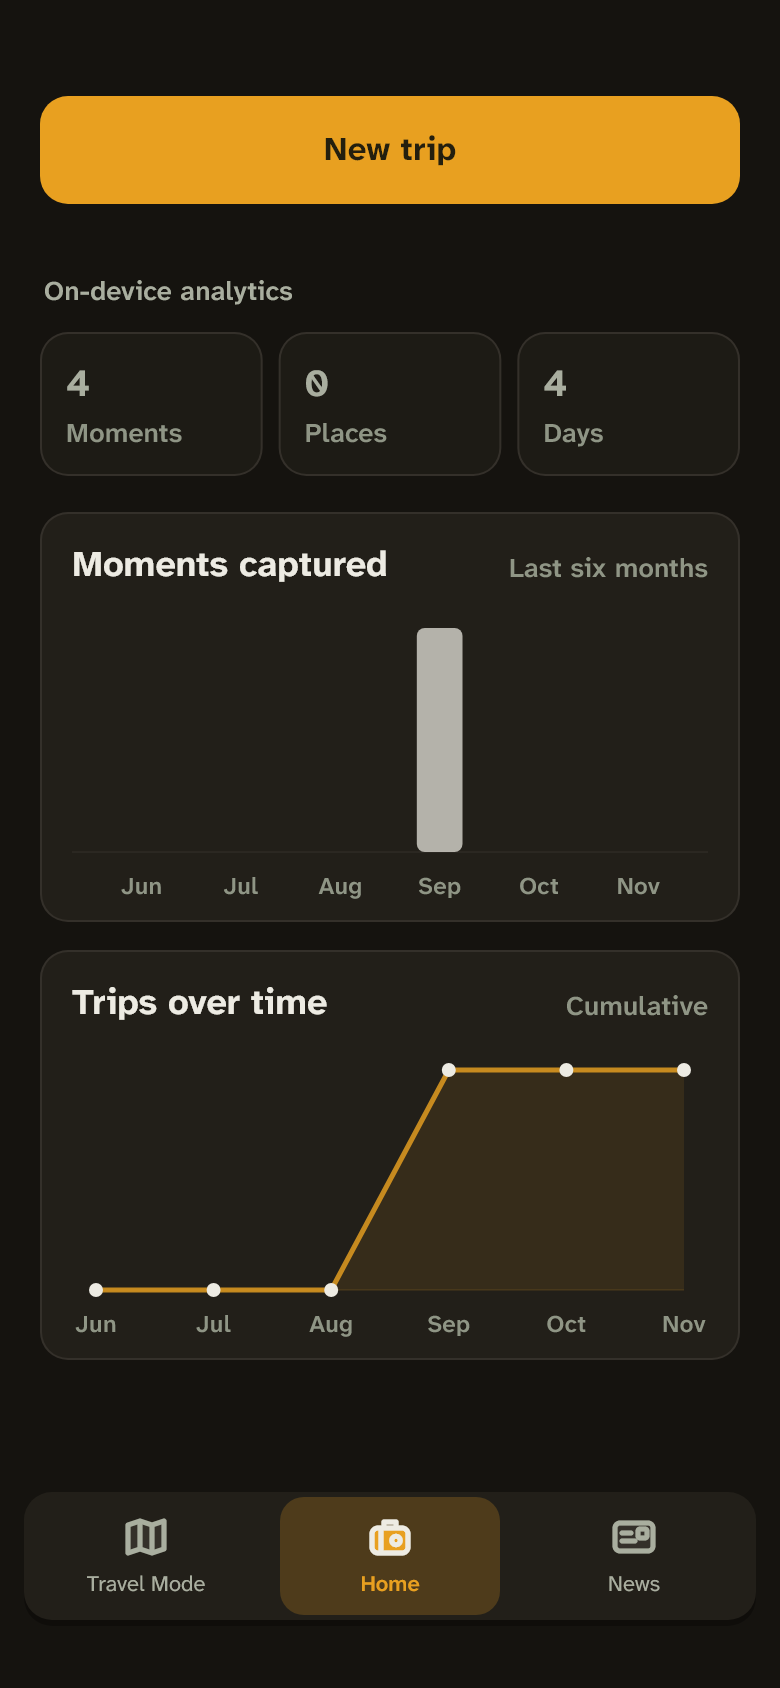 New trip
On-device analytics
4 0 4
Moments Places Days
Moments captured Last six months
Jun Jul Aug Sep Oct Nov
Trips over time Cumulative
Jun Jul Aug Sep Oct Nov
Travel Mode Home News